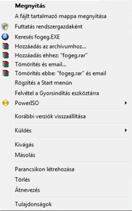 Megnyitás
A fájlt tartalmazó mappa megnyitása
Futtatás rendszergazdaként
Keresés fogeg.EXE
Hozzáadás az archívumhoz...
Hozzáadás ehhez: "fogeg.rar"
Tömörítés és email...
Tömörítés ebbe: "fogeg.rar" és email
Rögzítés a Start menün
Felvétel a Gyorsindítás eszköztárra
PowerISO
Korábbi verziók visszaállítása
Küldés
Kivágás
Másolás
Parancsikon létrehozása
Törlés
Átnevezés
Tulajdonságok